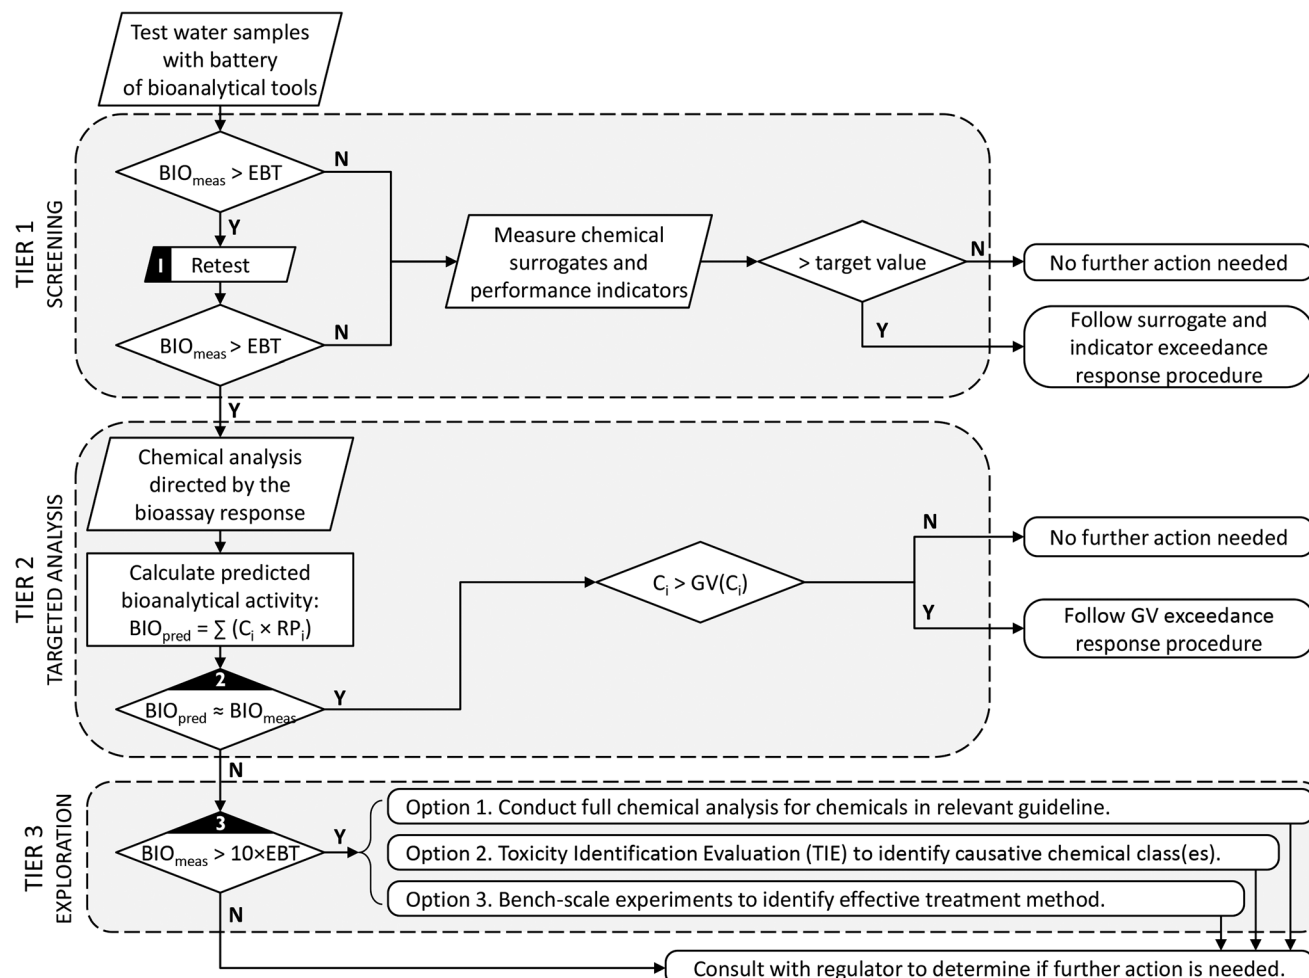 Test water samples
with battery
of bioanalytical tools
TIER 1
SCREENING
BIOmeas > EBT
N
Y
1 Retest
BIOmeas > EBT
N
Y
Measure chemical
surrogates and
performance indicators
> target value
N
Y
No further action needed
Follow surrogate and
indicator exceedance
response procedure
TIER 2
TARGETED ANALYSIS
Chemical analysis
directed by the
bioassay response
Calculate predicted
bioanalytical activity:
BIOpred = ∑ (Ci × RPi)
2
BIOpred ≈ BIOmeas
Y
N
Ci > GV(Ci)
N
Y
No further action needed
Follow GV exceedance
response procedure
TIER 3
EXPLORATION
3
BIOmeas > 10×EBT
Y
N
Option 1. Conduct full chemical analysis for chemicals in relevant guideline.
Option 2. Toxicity Identification Evaluation (TIE) to identify causative chemical class(es).
Option 3. Bench-scale experiments to identify effective treatment method.
Consult with regulator to determine if further action is needed.